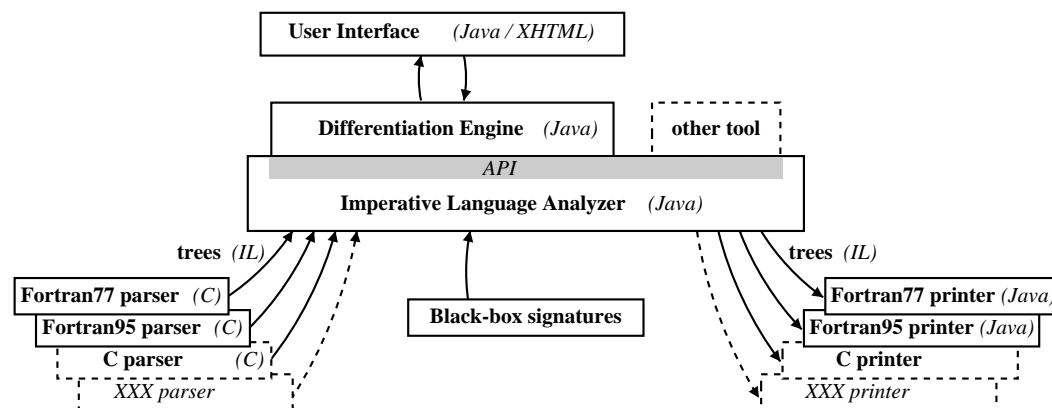 User Interface (Java / XHTML)
Differentiation Engine (Java)
other tool
API
Imperative Language Analyzer (Java)
trees (IL)
trees (IL)
Fortran77 parser (C)
Fortran95 parser (C)
C parser (C)
XXX parser
Black-box signatures
Fortran77 printer (Java)
Fortran95 printer (Java)
C printer
XXX printer